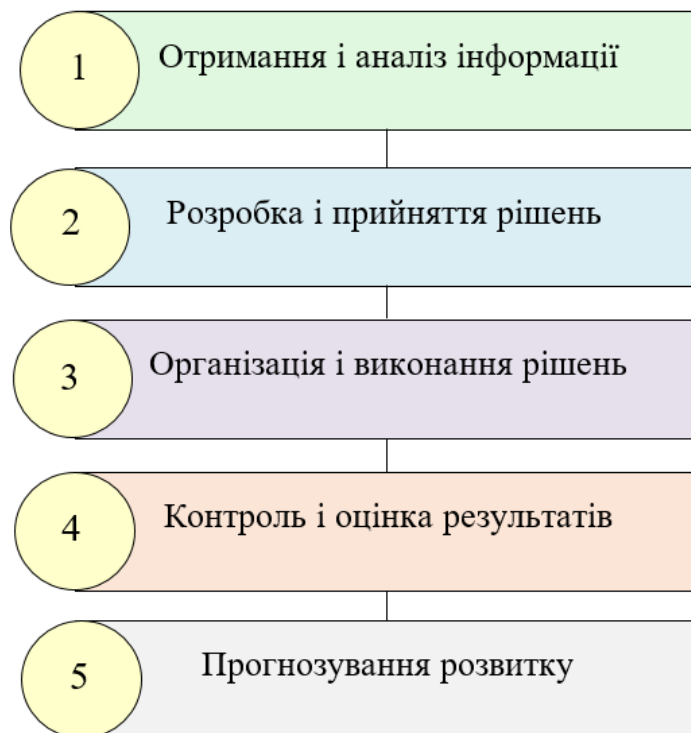 1 Отримання і аналіз інформації
2 Розробка і прийняття рішень
3 Організація і виконання рішень
4 Контроль і оцінка результатів
5 Прогнозування розвитку